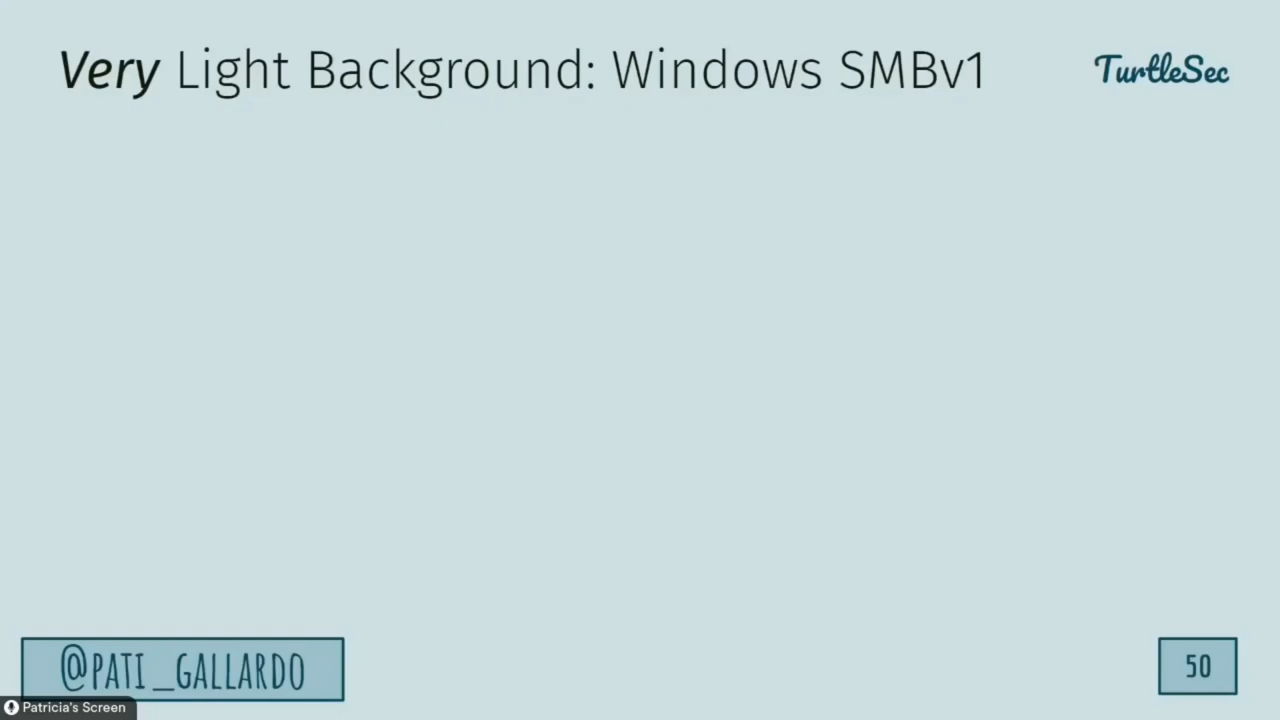 Very Light Background: Windows SMBv1
TurtleSec
@PATI_GALLARDO
50
Patricia's Screen